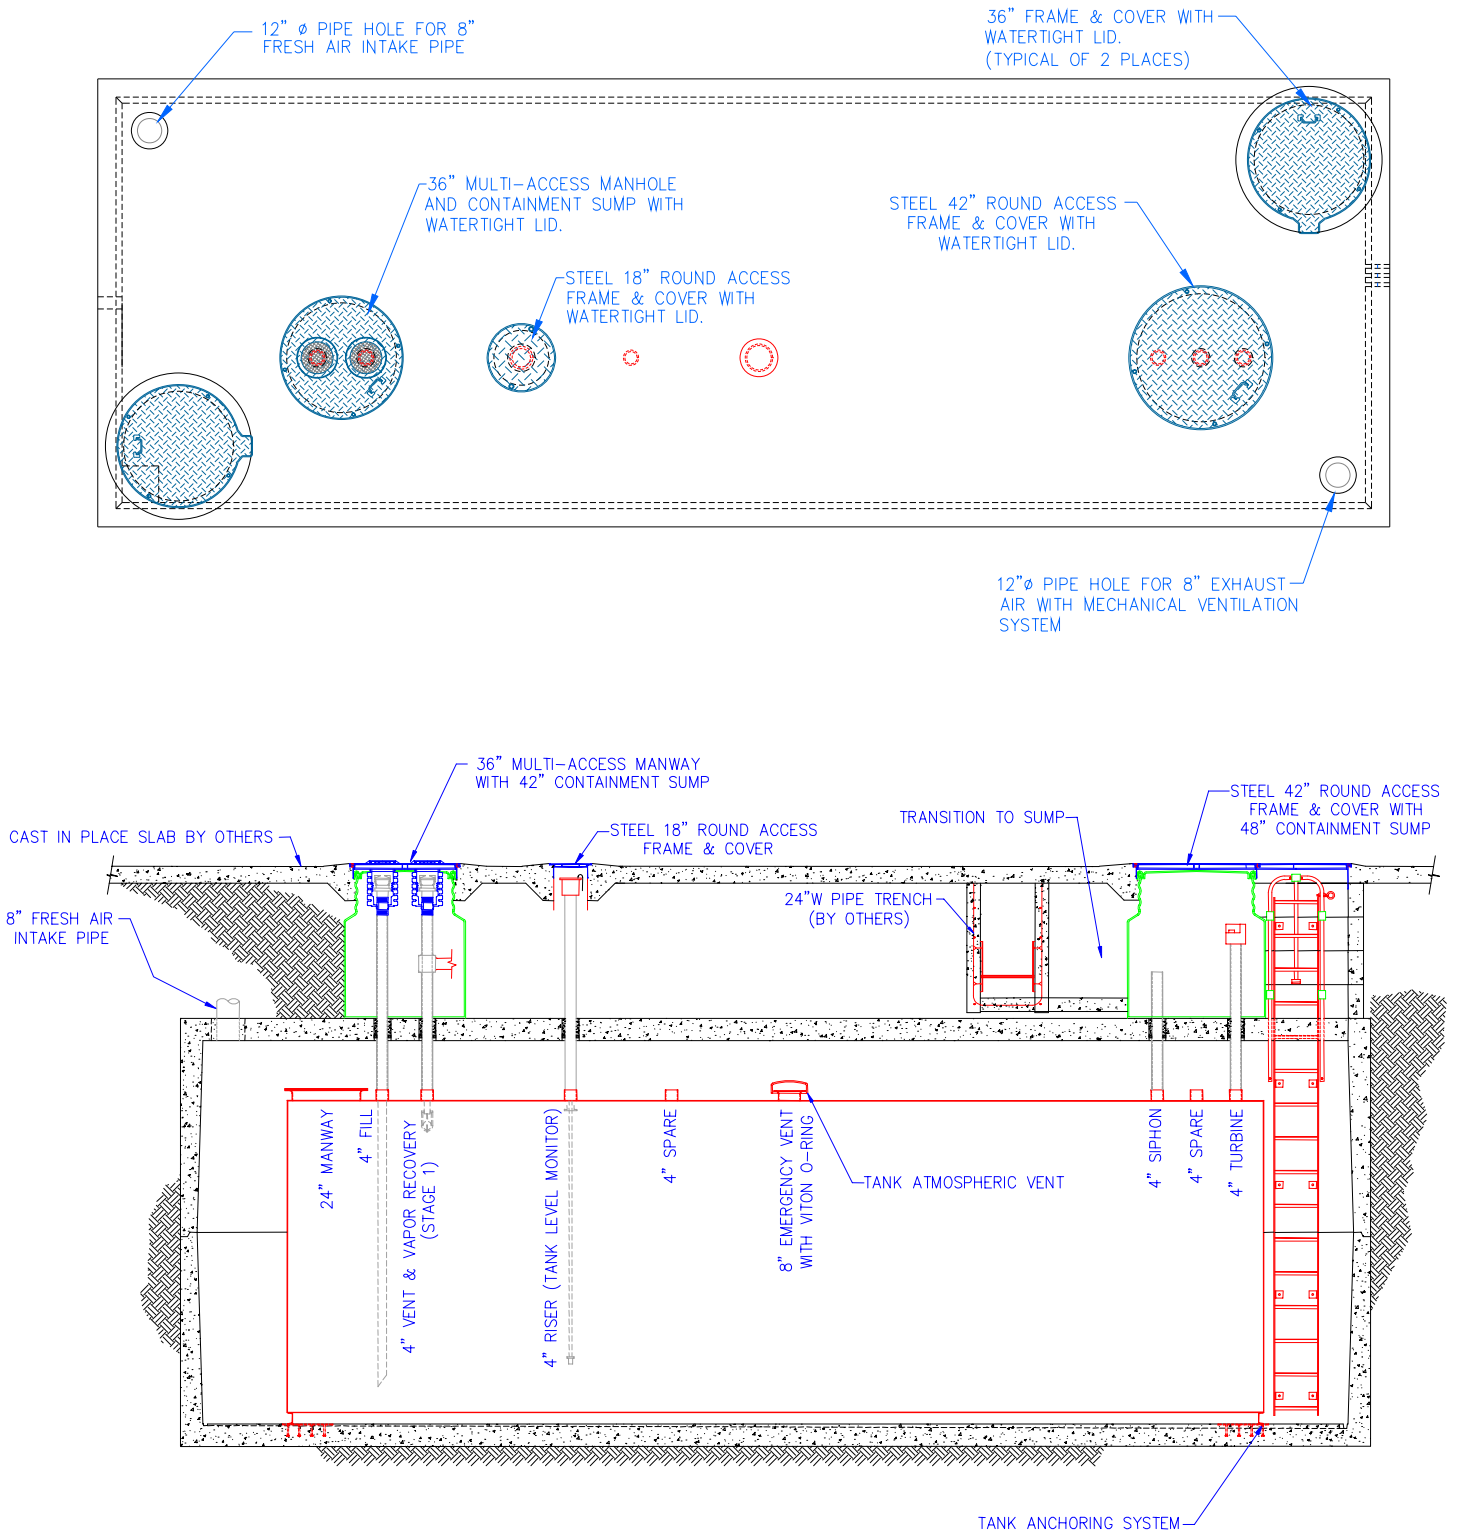 12" ø PIPE HOLE FOR 8"
FRESH AIR INTAKE PIPE
36" FRAME & COVER WITH
WATERTIGHT LID.
(TYPICAL OF 2 PLACES)
36" MULTI-ACCESS MANHOLE
AND CONTAINMENT SUMP WITH
WATERTIGHT LID.
STEEL 42" ROUND ACCESS
FRAME & COVER WITH
WATERTIGHT LID.
STEEL 18" ROUND ACCESS
FRAME & COVER WITH
WATERTIGHT LID.
12"ø PIPE HOLE FOR 8" EXHAUST
AIR WITH MECHANICAL VENTILATION
SYSTEM
36" MULTI-ACCESS MANWAY
WITH 42" CONTAINMENT SUMP
STEEL 42" ROUND ACCESS
FRAME & COVER WITH
48" CONTAINMENT SUMP
CAST IN PLACE SLAB BY OTHERS
STEEL 18" ROUND ACCESS
FRAME & COVER
TRANSITION TO SUMP
24"W PIPE TRENCH
(BY OTHERS)
8" FRESH AIR
INTAKE PIPE
24" MANWAY
4" FILL
4" VENT & VAPOR RECOVERY
(STAGE 1)
4" RISER (TANK LEVEL MONITOR)
4" SPARE
8" EMERGENCY VENT
WITH VITON O-RING
TANK ATMOSPHERIC VENT
4" SIPHON
4" SPARE
4" TURBINE
TANK ANCHORING SYSTEM